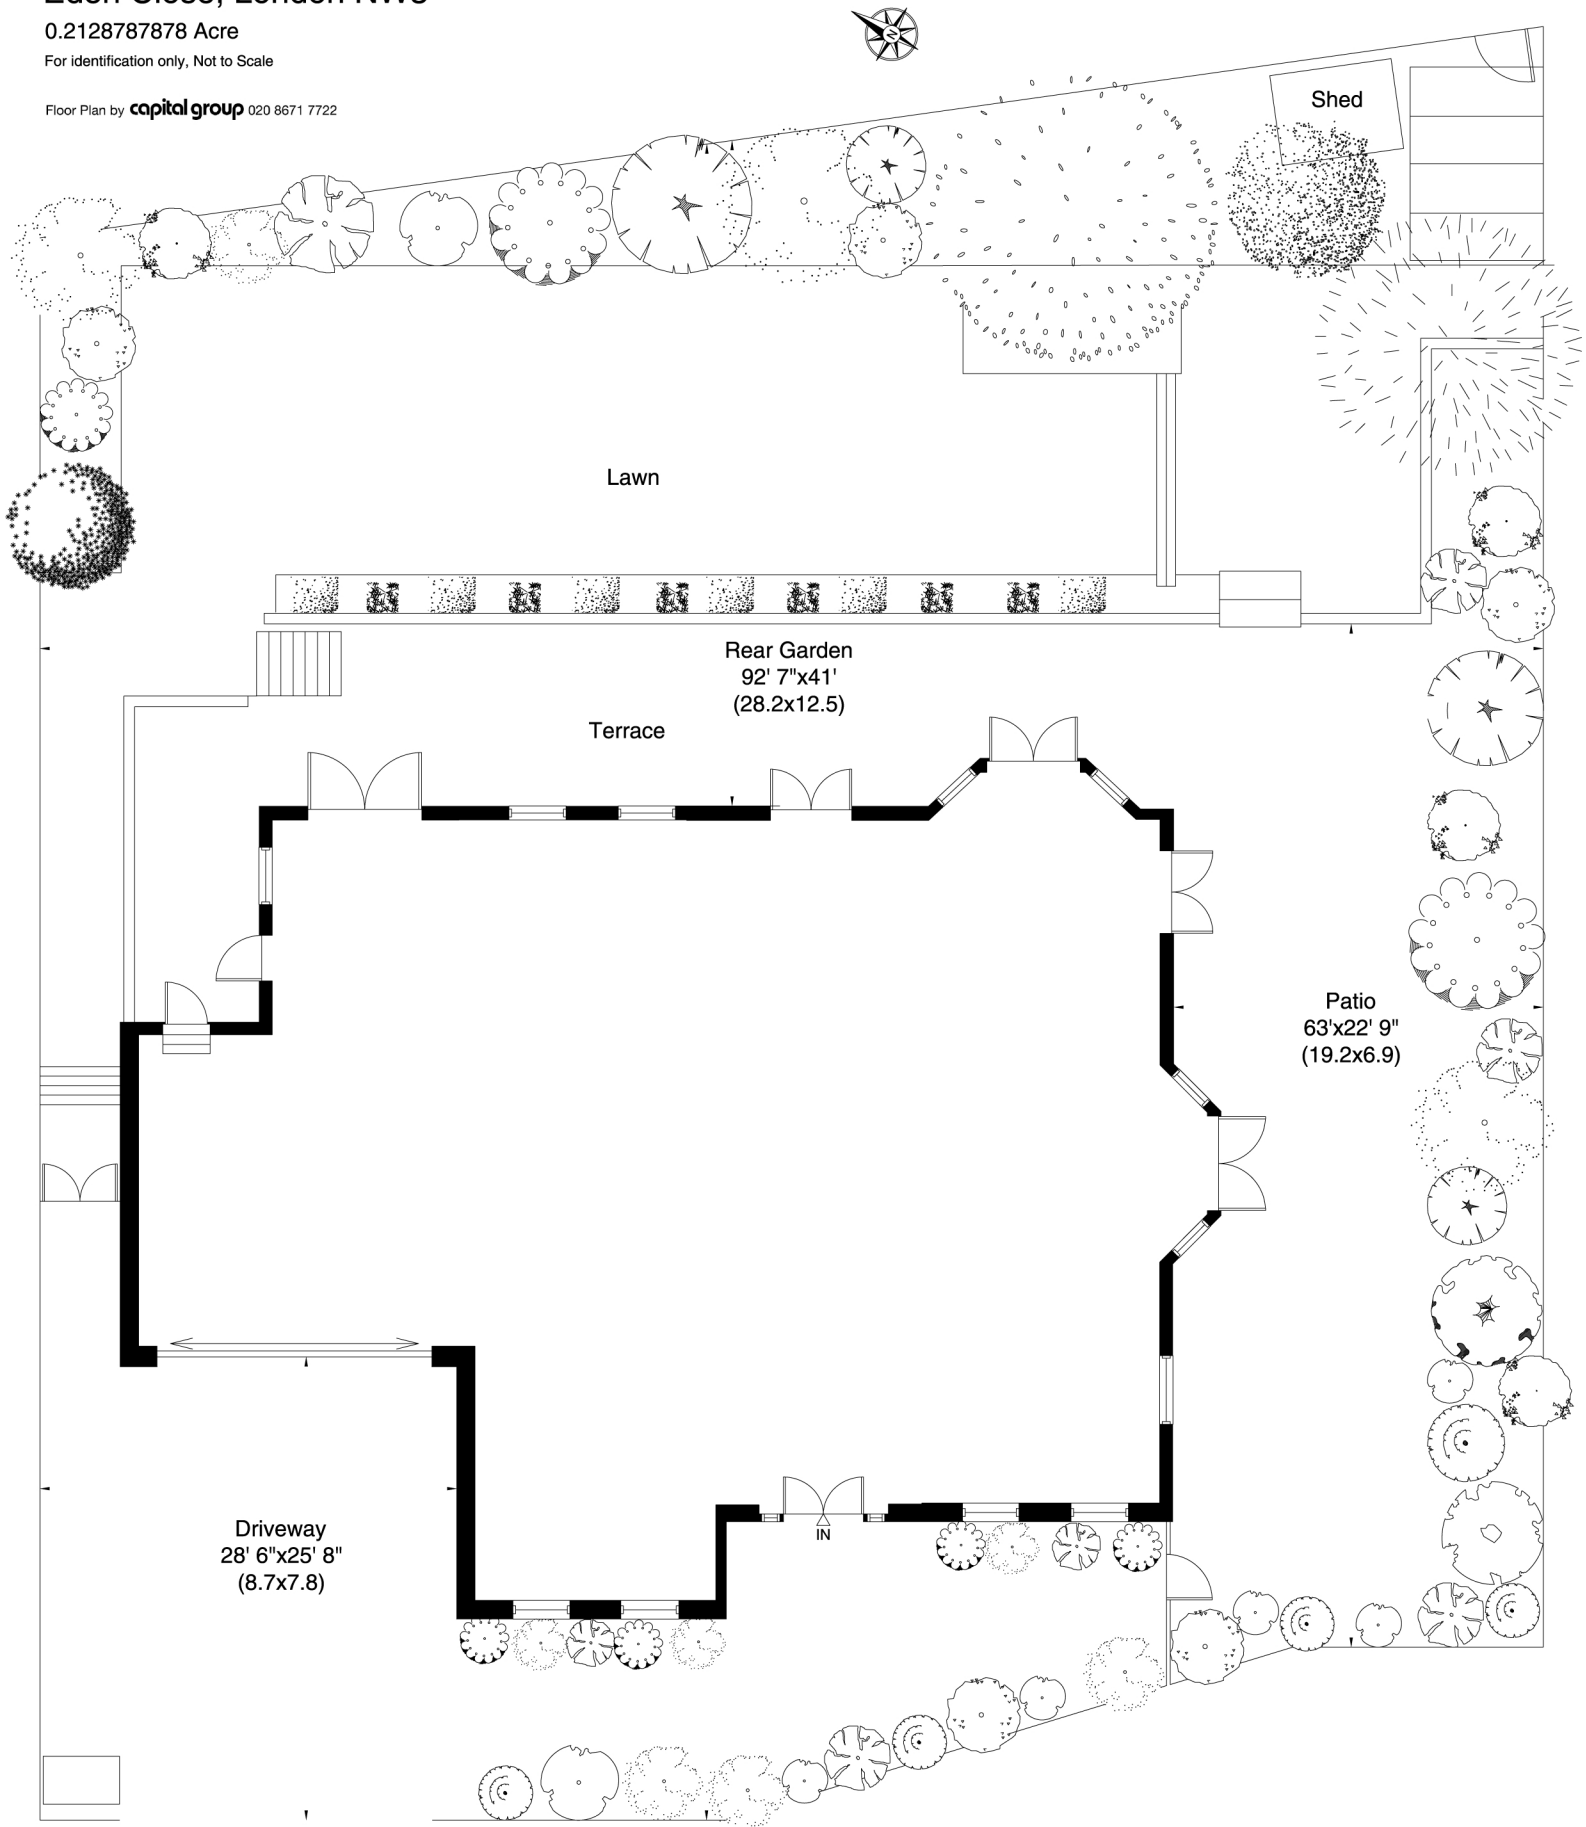 0.2128787878 Acre
For identification only, Not to Scale
Floor Plan by capital group 020 8671 7722
N
Shed
Lawn
Rear Garden
92' 7"x41'
(28.2x12.5)
Terrace
Patio
63'x22' 9"
(19.2x6.9)
IN
Driveway
28' 6"x25' 8"
(8.7x7.8)